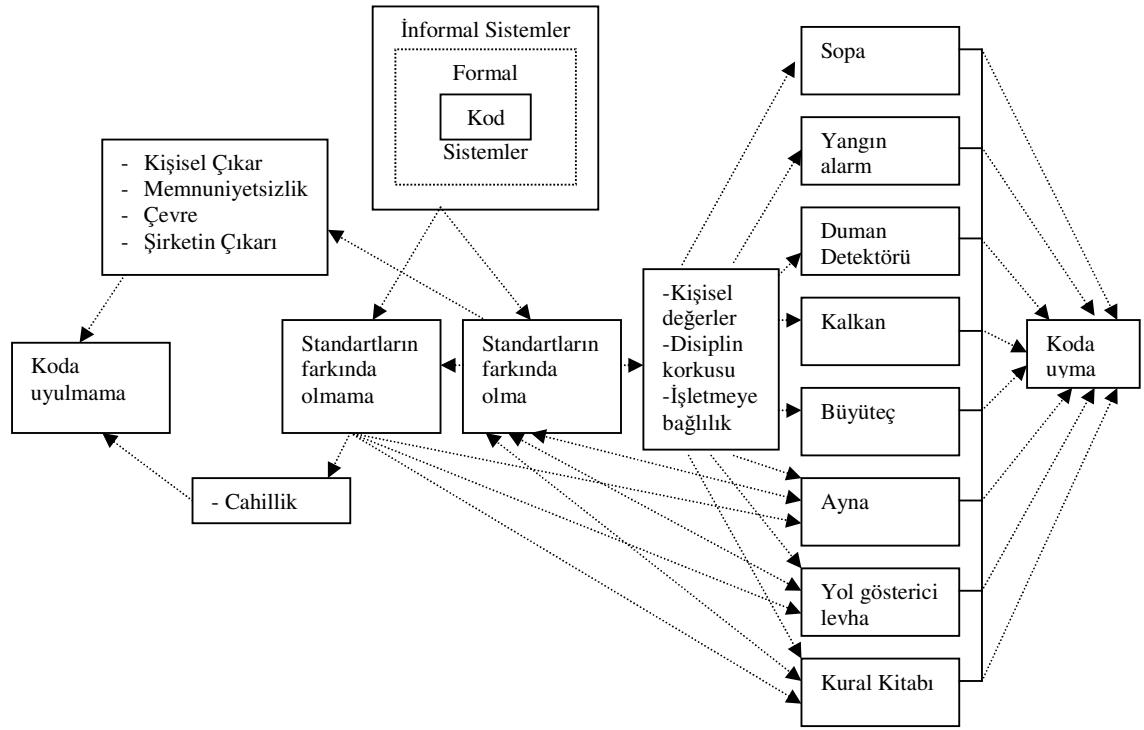 İnformal Sistemler
Formal
Kod
Sistemler
- Kişisel Çıkar
- Memnuniyetsizlik
- Çevre
- Şirketin Çıkarı
Koda
uyulmama
- Cahillik
Standartların
farkında
olmama
Standartların
farkında
olma
-Kişisel
değerler
-Disiplin
korkusu
-İşletmeye
bağlılık
Sopa
Yangın
alarm
Duman
Detektörü
Kalkan
Büyüteç
Ayna
Yol gösterici
levha
Kural Kitabı
Koda
uyma